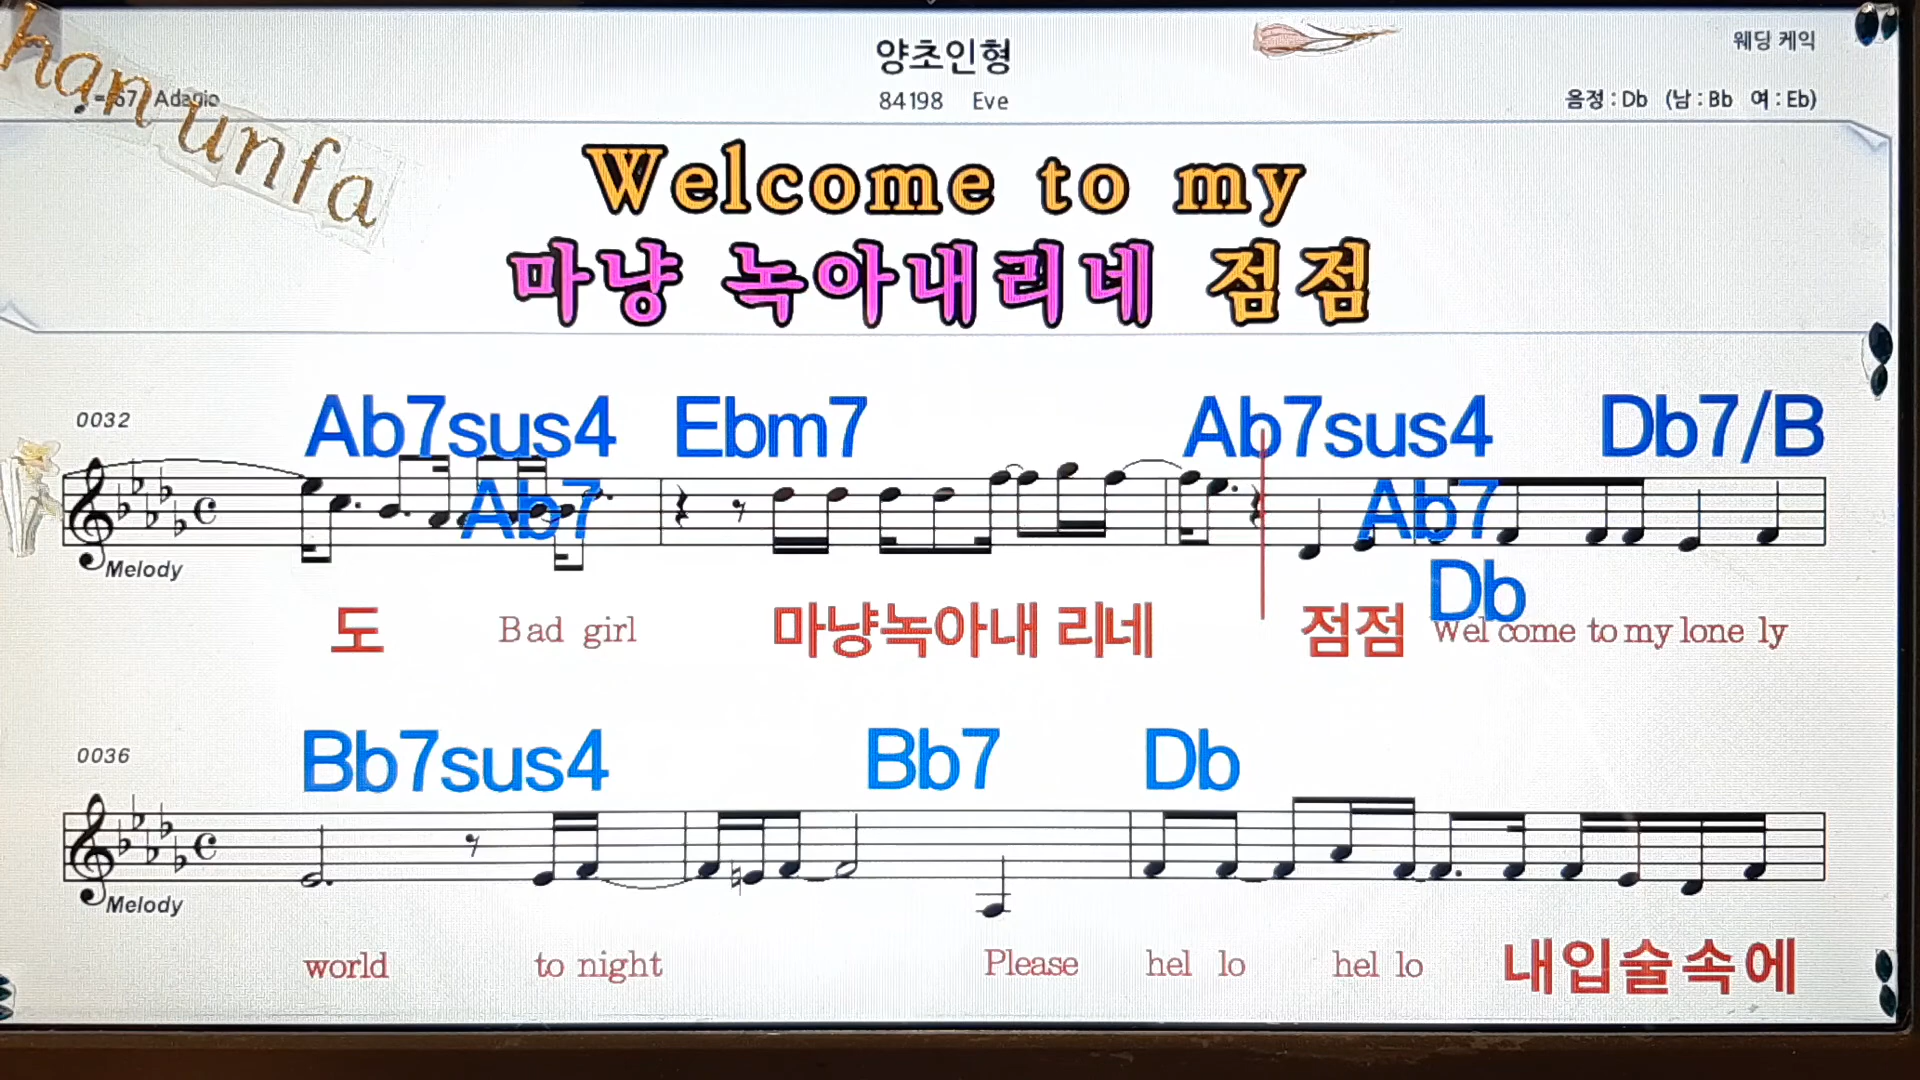 han unfa
양초인형
웨딩 케익
=67 Adagio
84198 Eve
음정 : Db (남 : Bb 여 : Eb)
Welcome to my
마냥 녹아내리네 점점
0032
Ab7sus4 Ebm7 Ab7sus4 Db7/B
Ab7 Ab7
Db
Melody
도 Bad girl 마냥녹아내 리네 점점 Wel come to my lone ly
0036
Bb7sus4 Bb7 Db
Melody
world to night Please hel lo hel lo 내입술속에